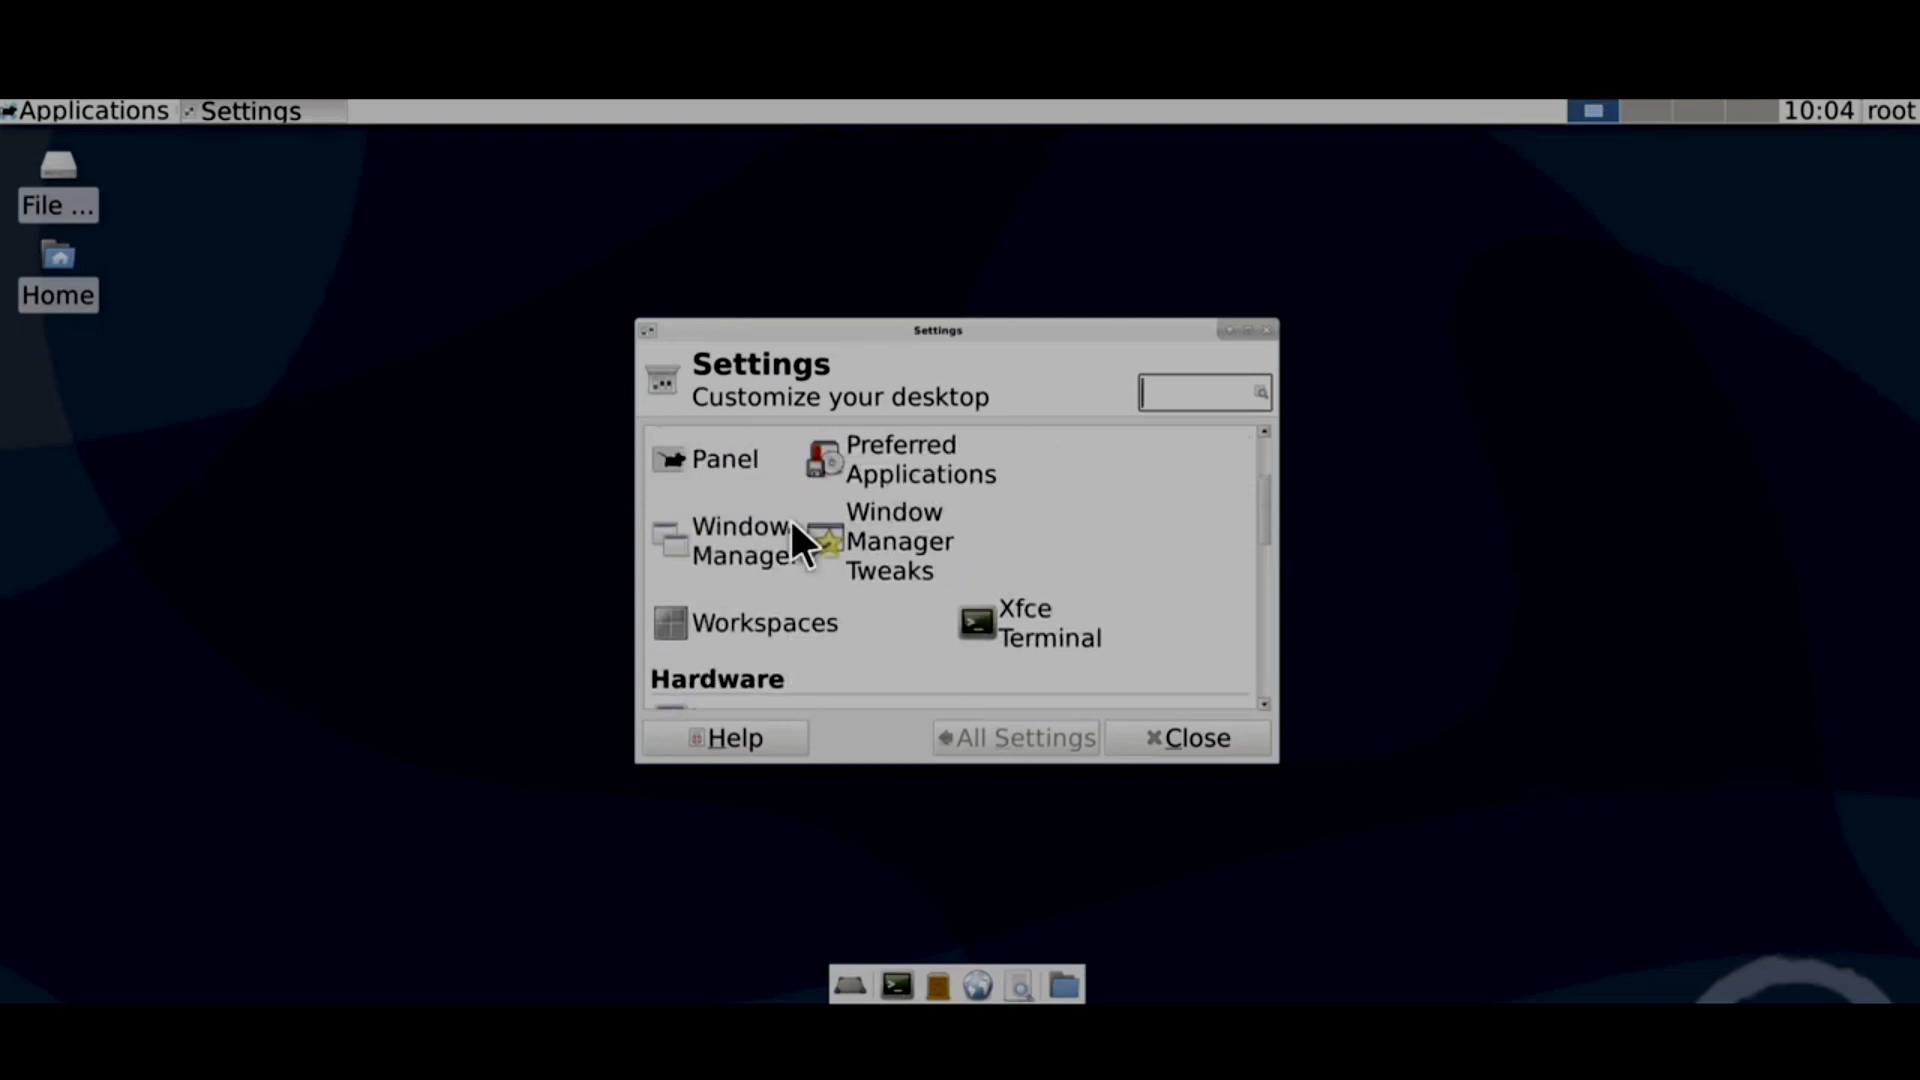 Applications
Settings
10:04
root
File ...
Home
Settings
Settings
Customize your desktop
Panel
Preferred
Applications
Window
Manager
Window
Manager
Tweaks
Workspaces
Xfce
Terminal
Hardware
Help
All Settings
Close